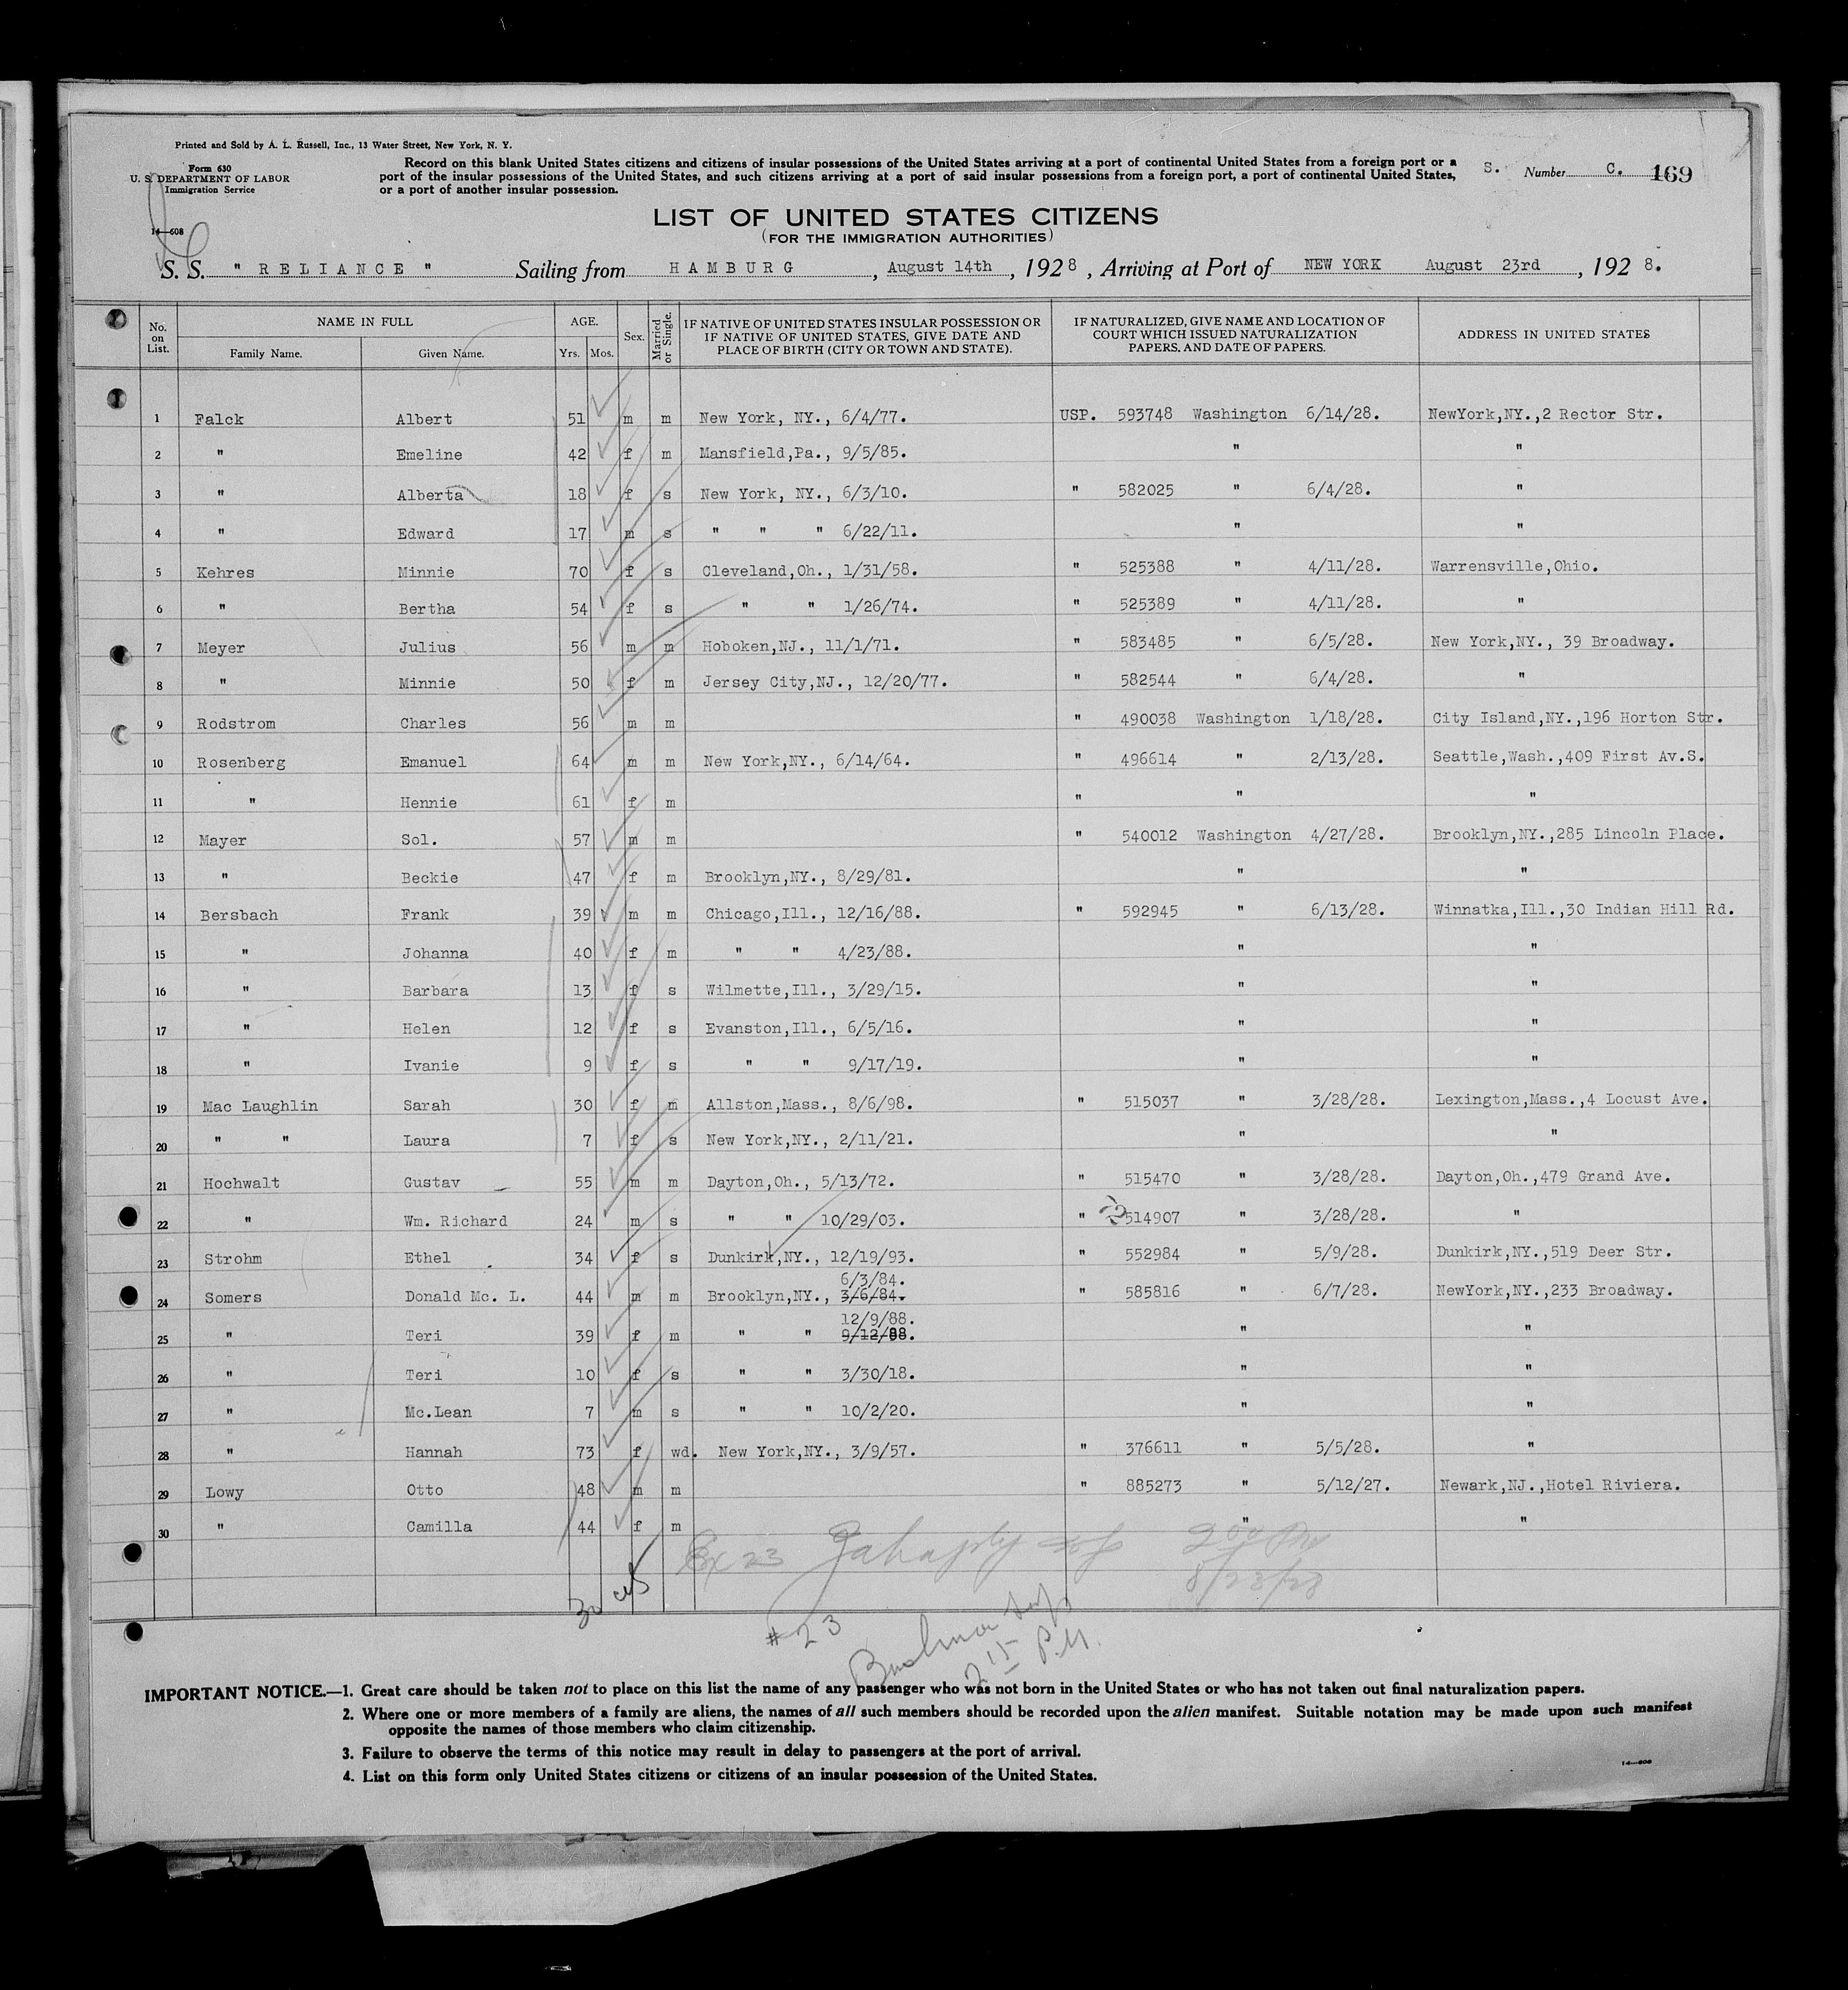 Printed and Sold by A. L. Russell, Inc., 13 Water Street, New York, N. Y.
Form 630
U. S. DEPARTMENT OF LABOR
Immigration Service
14—608
Record on this blank United States citizens and citizens of insular possessions of the United States arriving at a port of continental United States from a foreign port or a
port of the insular possessions of the United States, and such citizens arriving at a port of said insular possessions from a foreign port, a port of continental United States,
or a port of another insular possession.
S. Number C. 169
LIST OF UNITED STATES CITIZENS
(FOR THE IMMIGRATION AUTHORITIES)
S. S. " RELIANCE " Sailing from HAMBURG, August 14th, 1928, Arriving at Port of NEW YORK August 23rd, 1928.
No. on List. NAME IN FULL AGE. Sex. Married or Single. IF NATIVE OF UNITED STATES INSULAR POSSESSION OR IF NATIVE OF UNITED STATES, GIVE DATE AND PLACE OF BIRTH (CITY OR TOWN AND STATE). IF NATURALIZED, GIVE NAME AND LOCATION OF COURT WHICH ISSUED NATURALIZATION PAPERS, AND DATE OF PAPERS. ADDRESS IN UNITED STATES
Family Name. Given Name. Yrs. Mos.
1 Falck Albert 51 m m New York, NY., 6/4/77. USP. 593748 Washington 6/14/28. NewYork,NY.,2 Rector Str.
2 " Emeline 42 f m Mansfield,Pa., 9/5/85. " "
3 " Alberta 18 f s New York, NY., 6/3/10. " 582025 " 6/4/28. "
4 " Edward 17 m s " " " 6/22/11. " "
5 Kehres Minnie 70 f s Cleveland,Oh., 1/31/58. " 525388 " 4/11/28. Warrensville,Ohio.
6 " Bertha 54 f s " " 1/26/74. " 525389 " 4/11/28. "
7 Meyer Julius 56 m m Hoboken,NJ., 11/1/71. " 583485 " 6/5/28. New York,NY., 39 Broadway.
8 " Minnie 50 f m Jersey City,NJ., 12/20/77. " 582544 " 6/4/28. "
9 Rodstrom Charles 56 m m " 490038 Washington 1/18/28. City Island,NY.,196 Horton Str.
10 Rosenberg Emanuel 64 m m New York,NY., 6/14/64. " 496614 " 2/13/28. Seattle,Wash.,409 First Av.S.
11 " Hennie 61 f m " " "
12 Mayer Sol. 57 m m " 540012 Washington 4/27/28. Brooklyn,NY.,285 Lincoln Place.
13 " Beckie 47 f m Brooklyn,NY., 8/29/81. " "
14 Bersbach Frank 39 m m Chicago,Ill., 12/16/88. " 592945 " 6/13/28. Winnatka,Ill.,30 Indian Hill Rd.
15 " Johanna 40 f m " " 4/23/88. " "
16 " Barbara 13 f s Wilmette,Ill., 3/29/15. " "
17 " Helen 12 f s Evanston,Ill., 6/5/16. " "
18 " Ivanie 9 f s " " 9/17/19. " "
19 Mac Laughlin Sarah 30 f m Allston,Mass., 8/6/98. " 515037 " 3/28/28. Lexington,Mass.,4 Locust Ave.
20 " " Laura 7 f s New York,NY., 2/11/21. " "
21 Hochwalt Gustav 55 m m Dayton,Oh., 5/13/72. " 515470 " 3/28/28. Dayton,Oh.,479 Grand Ave.
22 " Wm. Richard 24 m s " " 10/29/03. " 514907 " 3/28/28. "
23 Strohm Ethel 34 f s Dunkirk,NY., 12/19/93. " 552984 " 5/9/28. Dunkirk,NY.,519 Deer Str.
6/3/84.
24 Somers Donald Mc. L. 44 m m Brooklyn,NY., 3/6/84. " 585816 " 6/7/28. NewYork,NY.,233 Broadway.
12/9/88.
25 " Teri 39 f m " " 9/12/88. " "
26 " Teri 10 f s " " 3/30/18. " "
27 " Mc.Lean 7 m s " " 10/2/20. " "
28 " Hannah 73 f wd. New York,NY., 3/9/57. " 376611 " 5/5/28. "
29 Lowy Otto 48 m m " 885273 " 5/12/27. Newark,NJ.,Hotel Riviera.
30 " Camilla 44 f m " "
23 2 00 PM
8/23/28
30
# 23
2 15 P.M.
IMPORTANT NOTICE.—1. Great care should be taken not to place on this list the name of any passenger who was not born in the United States or who has not taken out final naturalization papers.
2. Where one or more members of a family are aliens, the names of all such members should be recorded upon the alien manifest. Suitable notation may be made upon such manifest
opposite the names of those members who claim citizenship.
3. Failure to observe the terms of this notice may result in delay to passengers at the port of arrival.
4. List on this form only United States citizens or citizens of an insular possession of the United States.
14—608